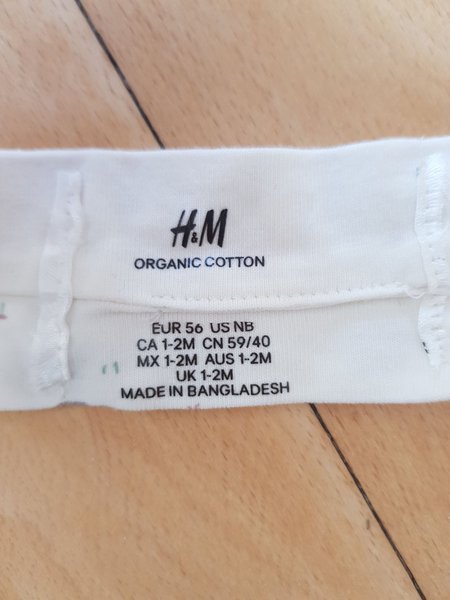 H&M
ORGANIC COTTON
EUR 56 US NB
CA 1-2M CN 59/40
MX 1-2M AUS 1-2M
UK 1-2M
MADE IN BANGLADESH